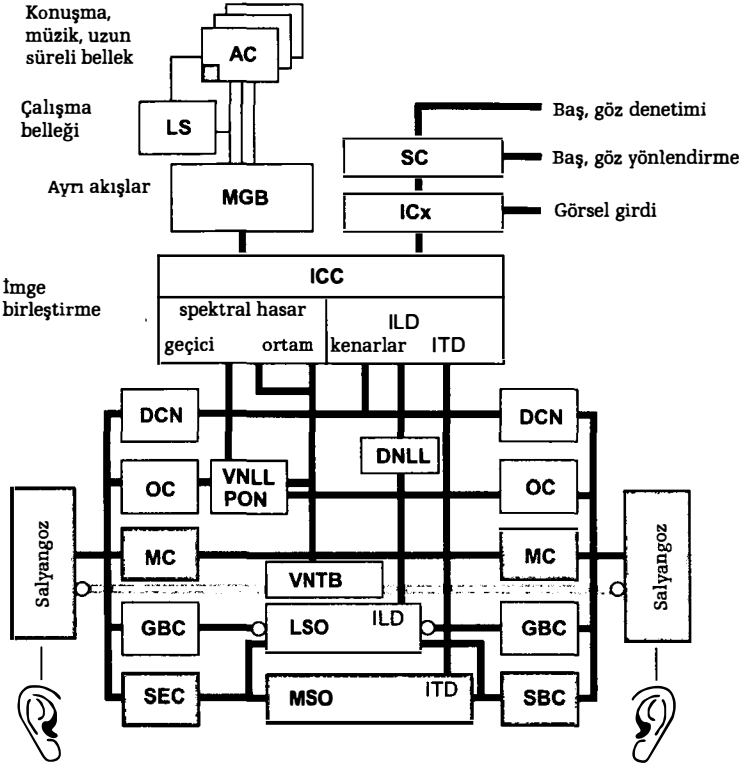 Konuşma,
müzik, uzun
süreli bellek
AC
Çalışma
belleği
LS
Baş, göz denetimi
SC
Baş, göz yönlendirme
Ayrı akışlar
MGB
ICx
Görsel girdi
ICC
İmge
birleştirme
spektral hasar
ILD
geçici
ortam
kenarlar
ITD
DCN
DCN
DNLL
OC
VNLL
PON
OC
Salyangoz
MC
MC
Salyangoz
VNTB
GBC
LSO
ILD
GBC
SEC
MSO
ITD
SBC